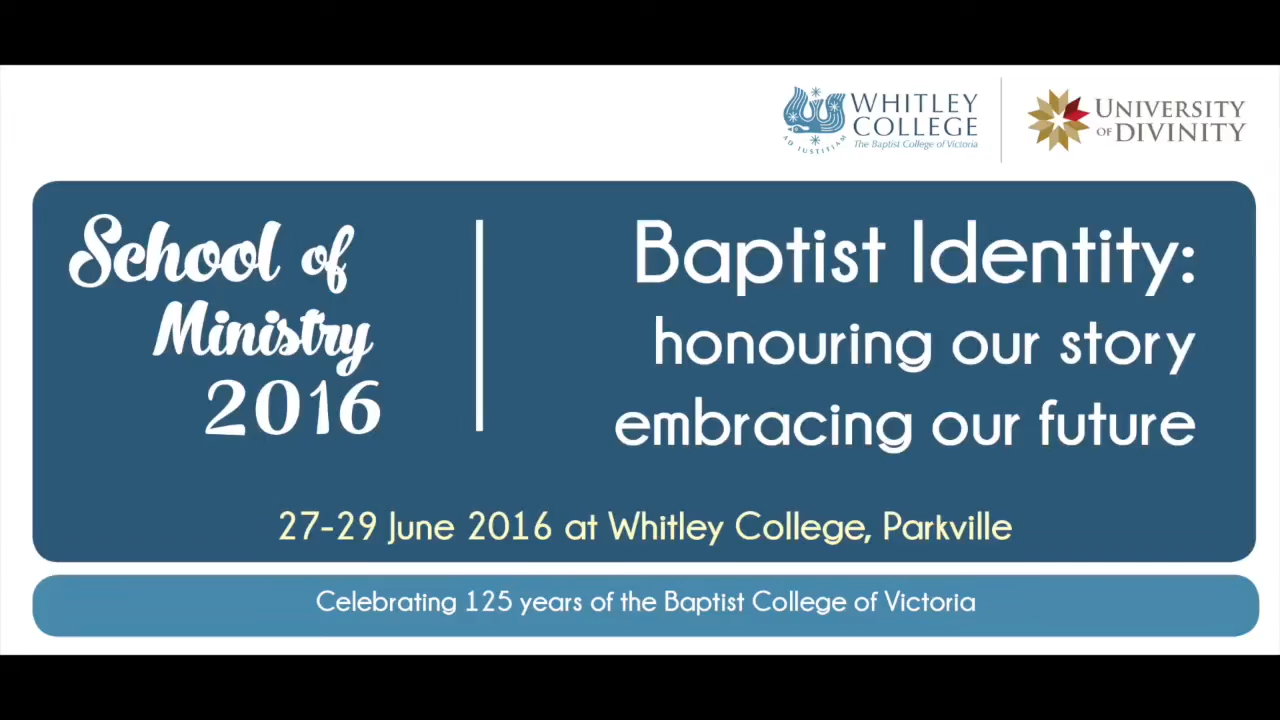 WHITLEY
COLLEGE
The Baptist College of Victoria
AD IUSTITIAM
UNIVERSITY
OF DIVINITY
School of
Ministry
2016
Baptist Identity:
honouring our story
embracing our future
27-29 June 2016 at Whitley College, Parkville
Celebrating 125 years of the Baptist College of Victoria